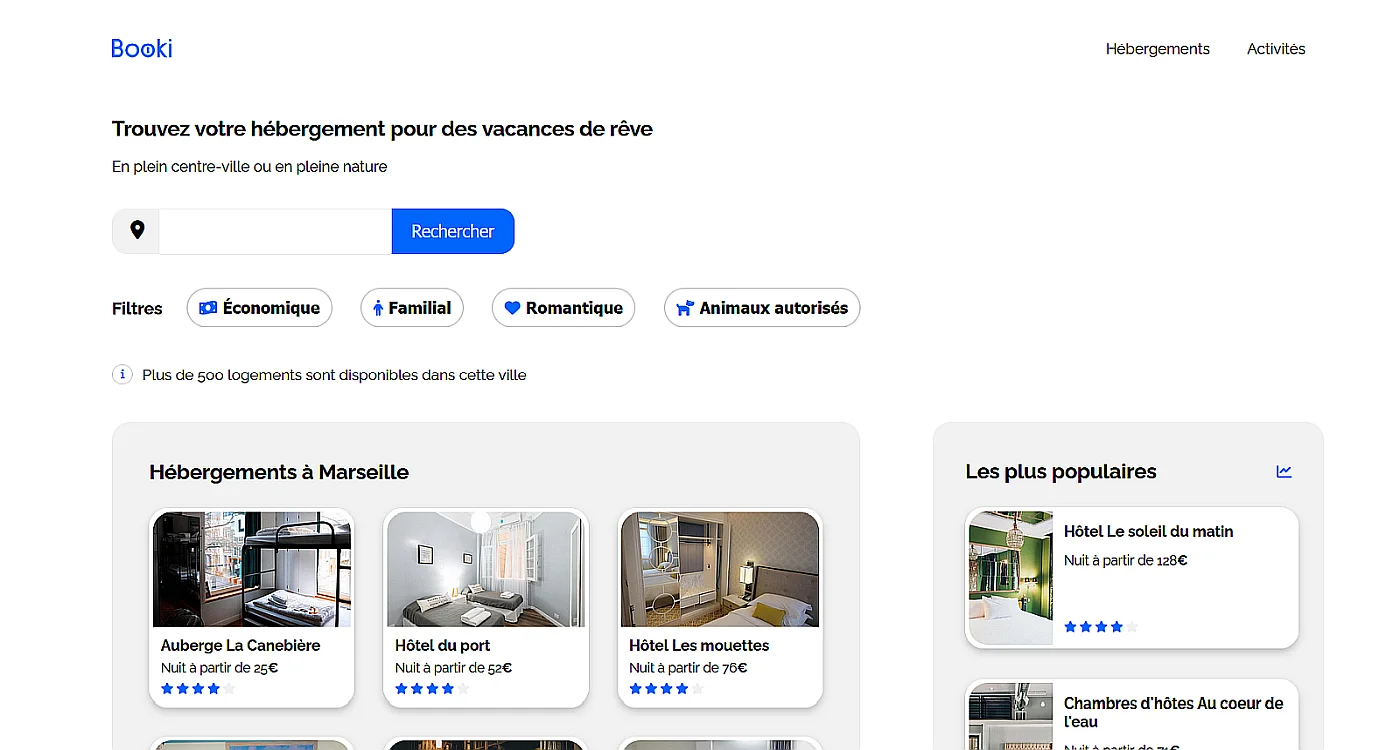 Booki
Hébergements
Activités
Trouvez votre hébergement pour des vacances de rêve
En plein centre-ville ou en pleine nature
Rechercher
Filtres
Économique
Familial
Romantique
Animaux autorisés
i
Plus de 500 logements sont disponibles dans cette ville
Hébergements à Marseille
Auberge La Canebière
Nuit à partir de 25€
Hôtel du port
Nuit à partir de 52€
Hôtel Les mouettes
Nuit à partir de 76€
Les plus populaires
Hôtel Le soleil du matin
Nuit à partir de 128€
Chambres d'hôtes Au coeur de
l'eau
Nuit à partir de 71€